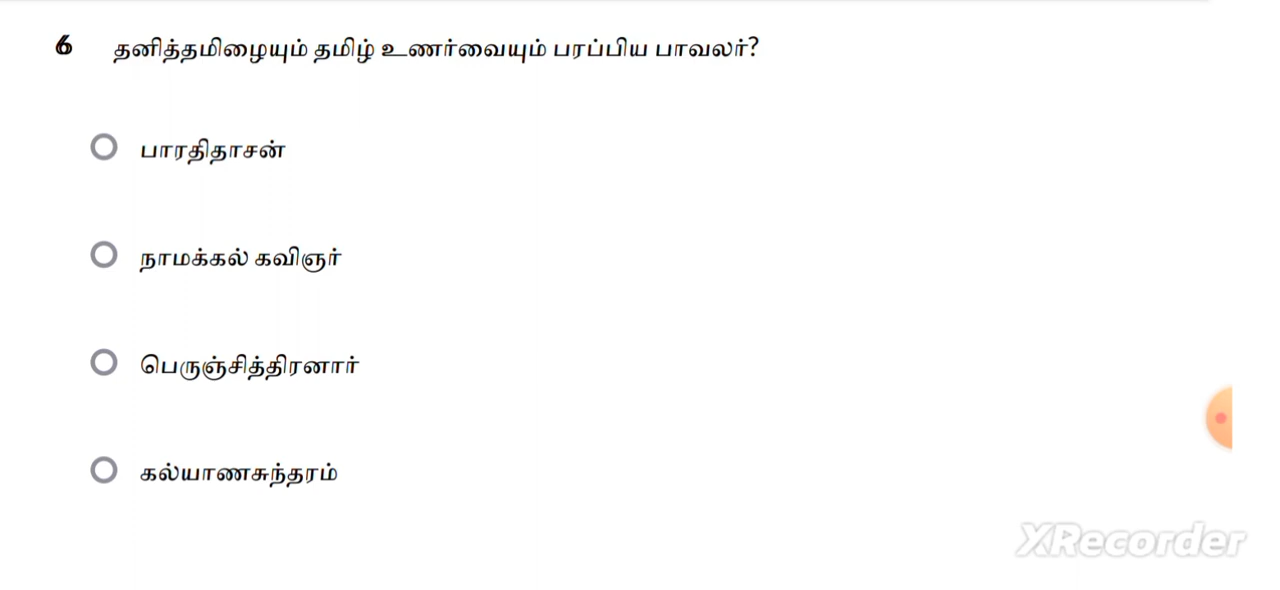 6 தனித்தமிழையும் தமிழ் உணர்வையும் பரப்பிய பாவலர்?
பாரதிதாசன்
நாமக்கல் கவிஞர்
பெருஞ்சித்திரனார்
கல்யாணசுந்தரம்
XRecorder